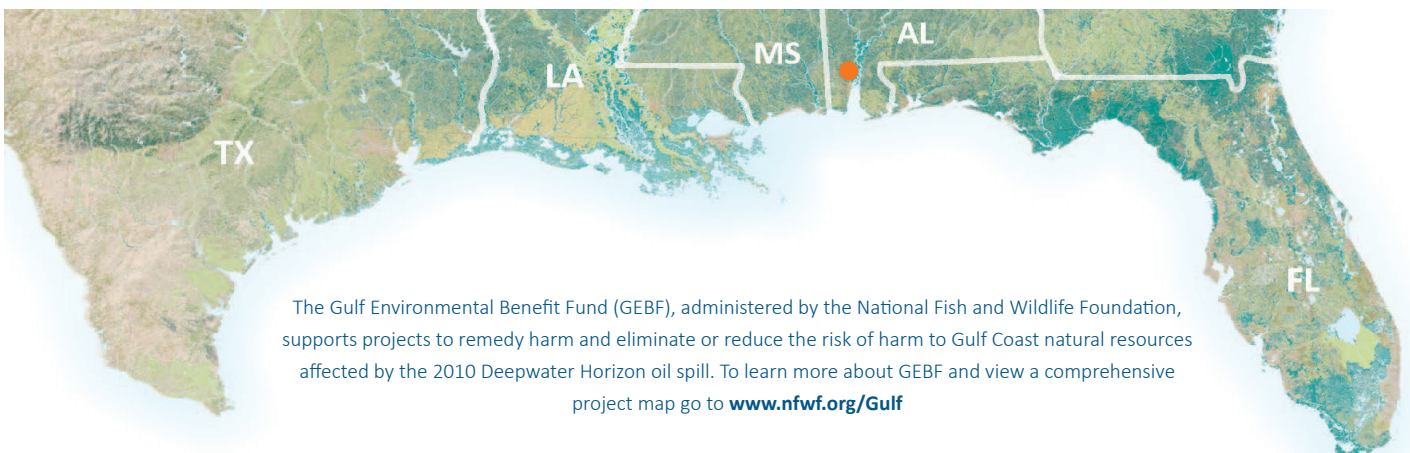 AL
MS
LA
TX
FL
The Gulf Environmental Benefit Fund (GEBF), administered by the National Fish and Wildlife Foundation,
supports projects to remedy harm and eliminate or reduce the risk of harm to Gulf Coast natural resources
affected by the 2010 Deepwater Horizon oil spill. To learn more about GEBF and view a comprehensive
project map go to www.nfwf.org/Gulf